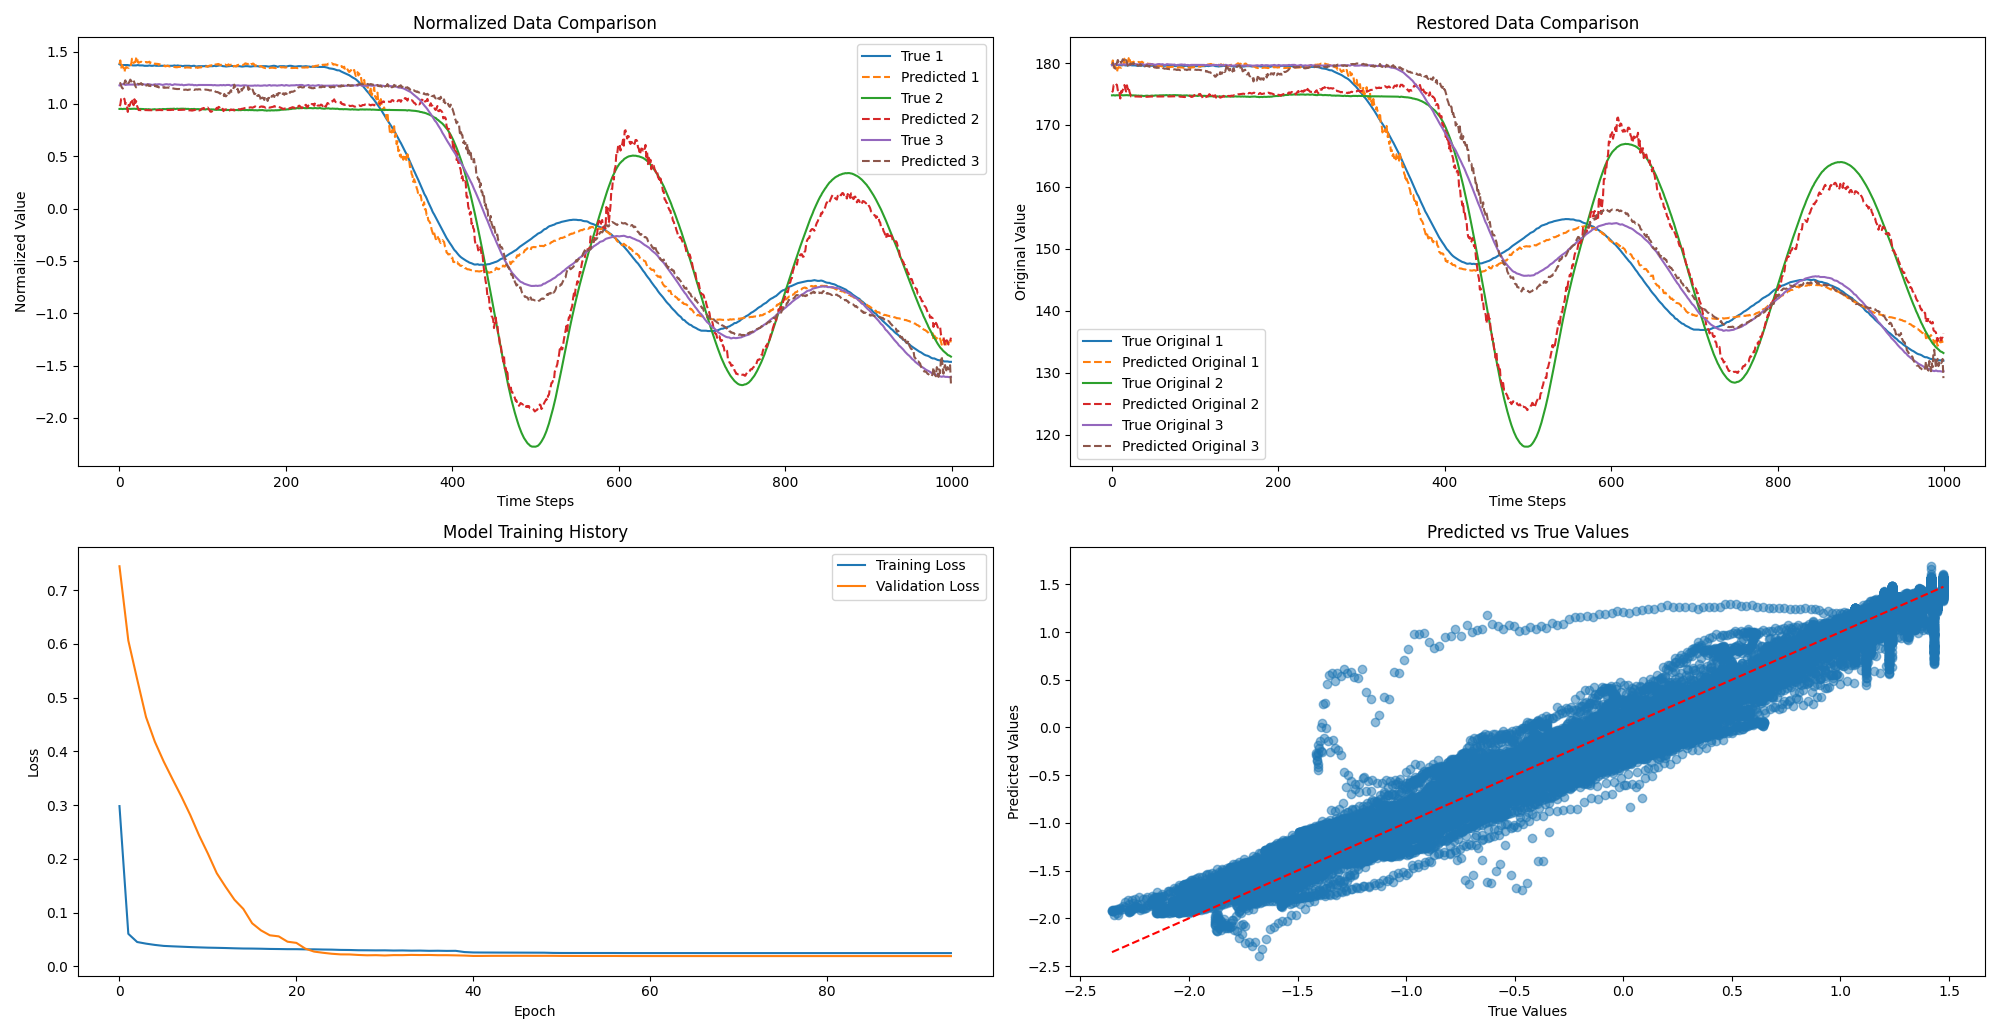 Normalized Data Comparison
Normalized Value
1.5
1.0
0.5
0.0
−0.5
−1.0
−1.5
−2.0
True 1
Predicted 1
True 2
Predicted 2
True 3
Predicted 3
0 200 400 600 800 1000
Time Steps
Restored Data Comparison
Original Value
180
170
160
150
140
130
120
True Original 1
Predicted Original 1
True Original 2
Predicted Original 2
True Original 3
Predicted Original 3
0 200 400 600 800 1000
Time Steps
Model Training History
Loss
0.7
0.6
0.5
0.4
0.3
0.2
0.1
0.0
Training Loss
Validation Loss
0 20 40 60 80
Epoch
Predicted vs True Values
Predicted Values
1.5
1.0
0.5
0.0
−0.5
−1.0
−1.5
−2.0
−2.5
−2.5 −2.0 −1.5 −1.0 −0.5 0.0 0.5 1.0 1.5
True Values